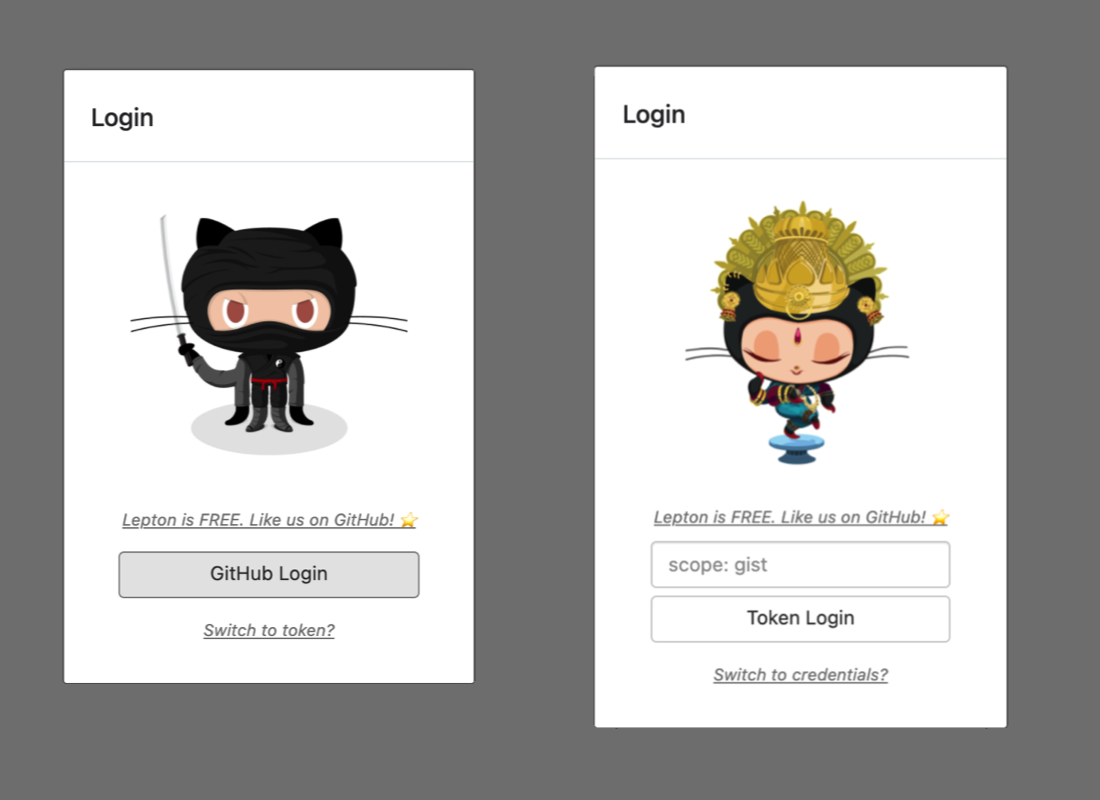 Login
Lepton is FREE. Like us on GitHub! ⭐
GitHub Login
Switch to token?
Login
Lepton is FREE. Like us on GitHub! ⭐
scope: gist
Token Login
Switch to credentials?